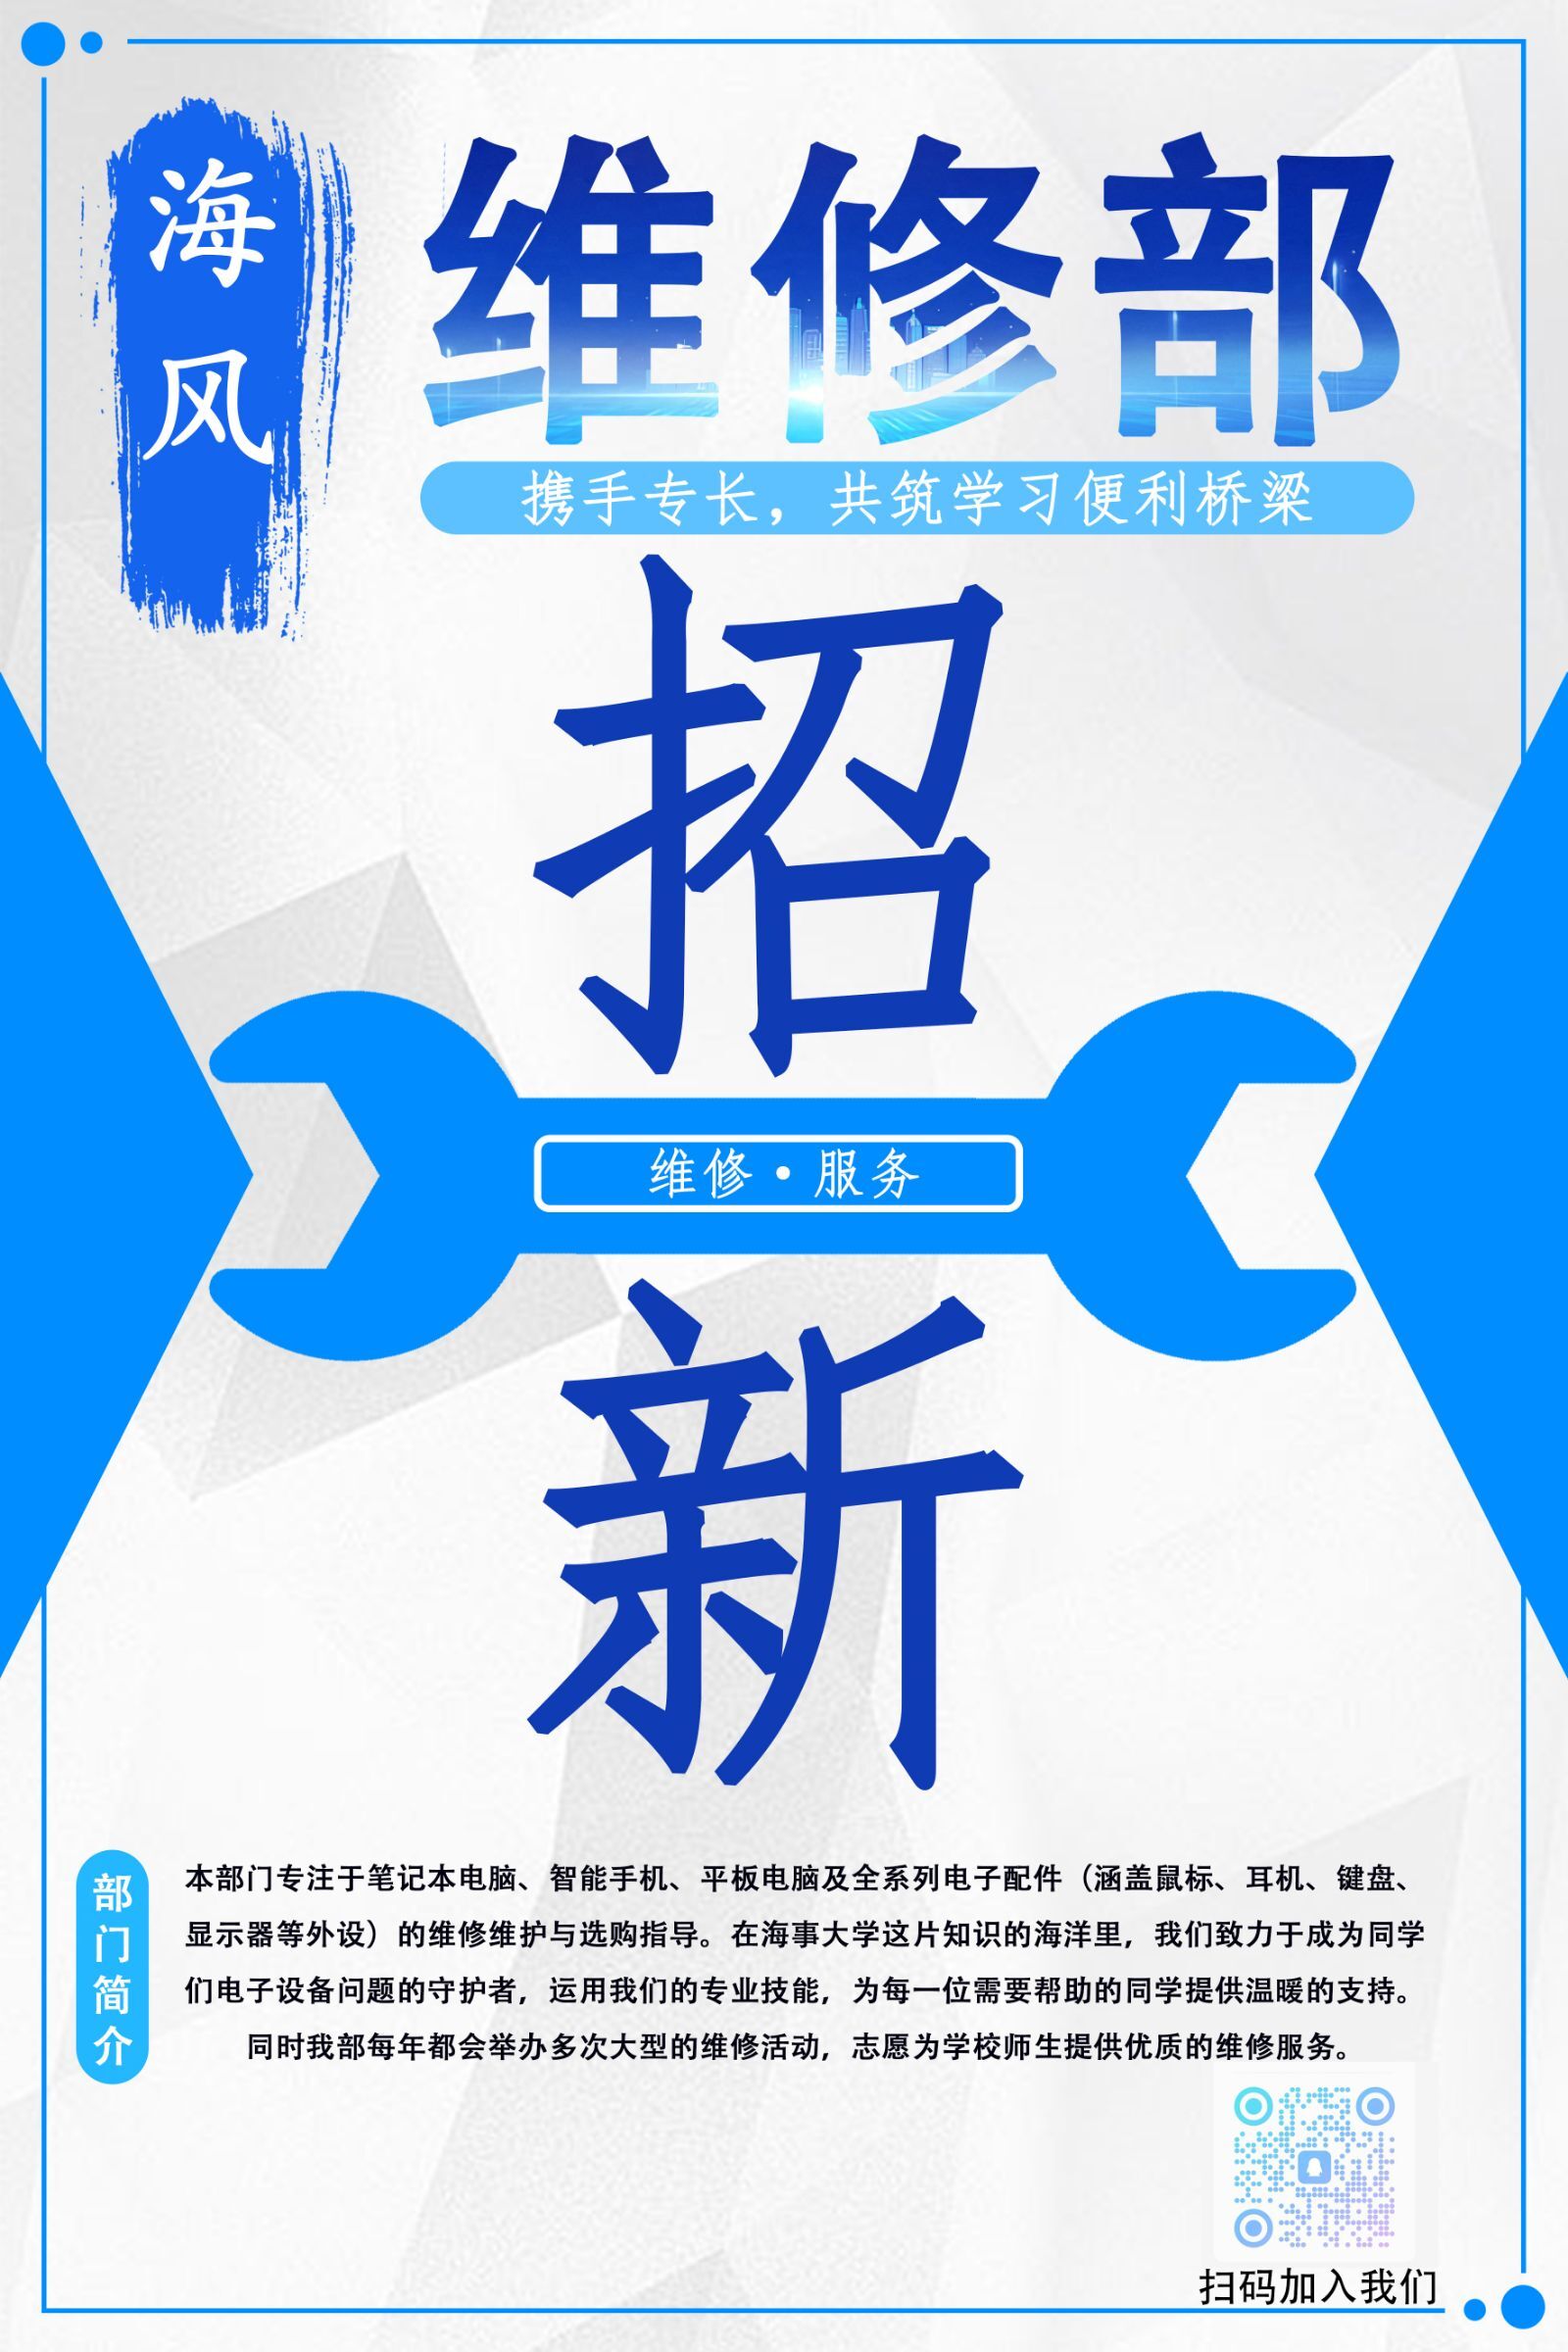 海风
维修部
携手专长，共筑学习便利桥梁
招
维修·服务
新
部门简介
本部门专注于笔记本电脑、智能手机、平板电脑及全系列电子配件（涵盖鼠标、耳机、键盘、
显示器等外设）的维修维护与选购指导。在海事大学这片知识的海洋里，我们致力于成为同学
们电子设备问题的守护者，运用我们的专业技能，为每一位需要帮助的同学提供温暖的支持。
同时我部每年都会举办多次大型的维修活动，志愿为学校师生提供优质的维修服务。
扫码加入我们